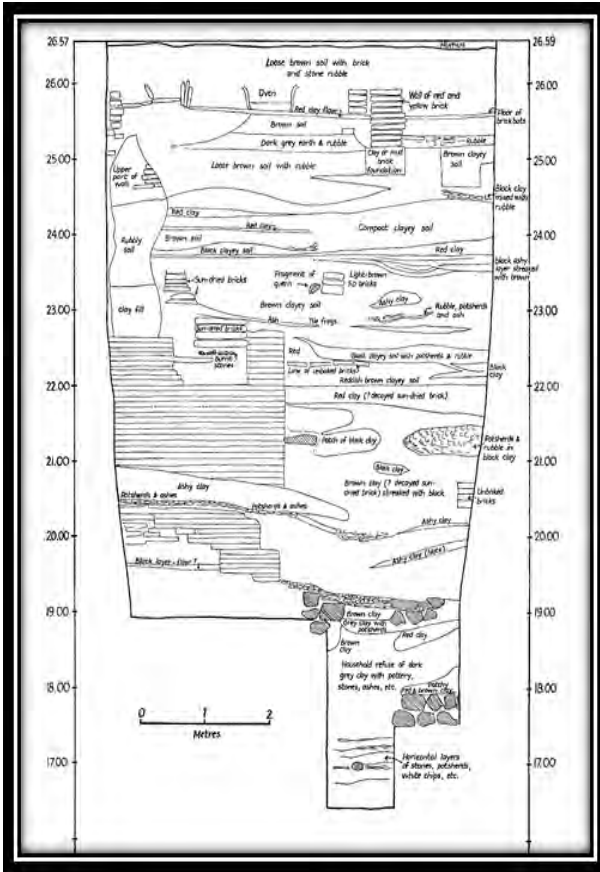 26.57
26.59
Humus
Loose brown soil with brick
and stone rubble
26.00
26.00
Oven
Wall of red and
yellow brick
Red clay floor
Floor of
brickbats
Brown soil
Dark grey earth & rubble
Rubble
25.00
25.00
Clay or mud
brick
foundation
Brown clayey
soil
Upper
part of
well
Loose brown soil with rubble
Black clay
mixed with
rubble
Red clay
Red clay
Compact clayey soil
24.00
24.00
Rubbly
soil
Brown soil
Black clayey soil
Red clay
Black ashy
layer streaked
with brown
Sun-dried bricks
Fragment of
quern
Light-brown
bricks
Ashy clay
23.00
23.00
Clay fill
Brown clayey soil
Rubble, potsherds
and ash
Ash
Tile frags.
Sun-dried bricks
Burnt
stones
Red
Black clayey soil with potsherds & rubble
Line of unbaked bricks
Black
clay
22.00
22.00
Reddish brown clayey soil
Red clay (? decayed sun-dried brick)
Patch of black clay
Potsherds &
rubble in
black clay
21.00
21.00
Black clay
Ashy clay
Brown clay (? decayed sun-
dried brick) streaked with black
Unbaked
bricks
Potsherds & ashes
Potsherds & ashes
20.00
20.00
Ashy clay
Black layer - floor?
Ashy clay
19.00
19.00
Brown clay
Grey clay with
potsherds
Red clay
Brown
clay
Household refuse of dark
grey clay with pottery,
stones, ashes, etc.
18.00
18.00
Patchy
red & brown clay
0 1 2
Metres
17.00
17.00
Horizontal layers
of stones, potsherds,
white chips, etc.